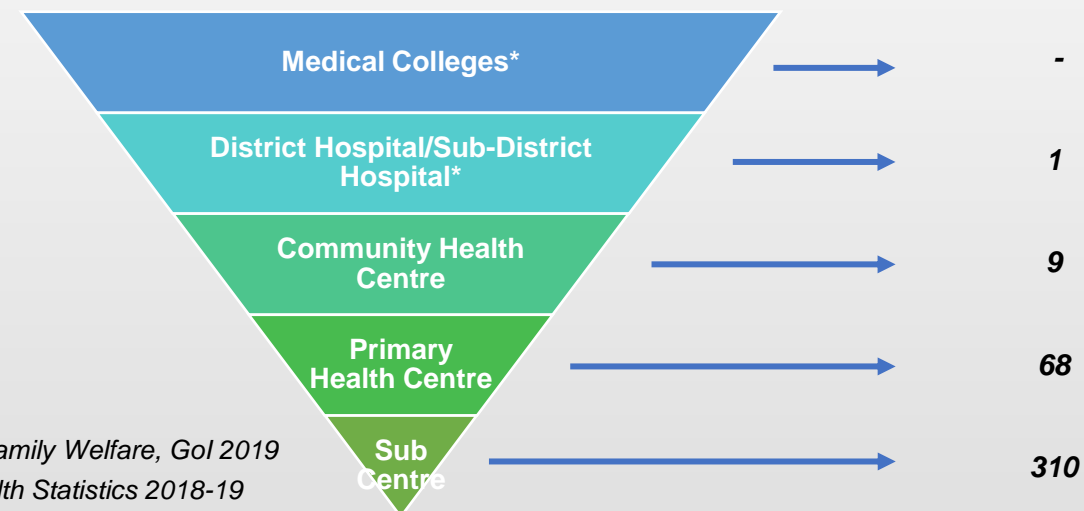 Medical Colleges*
-
District Hospital/Sub-District
Hospital*
1
Community Health
Centre
9
Primary
Health Centre
68
Sub
Centre
310
amily Welfare, GoI 2019
lth Statistics 2018-19